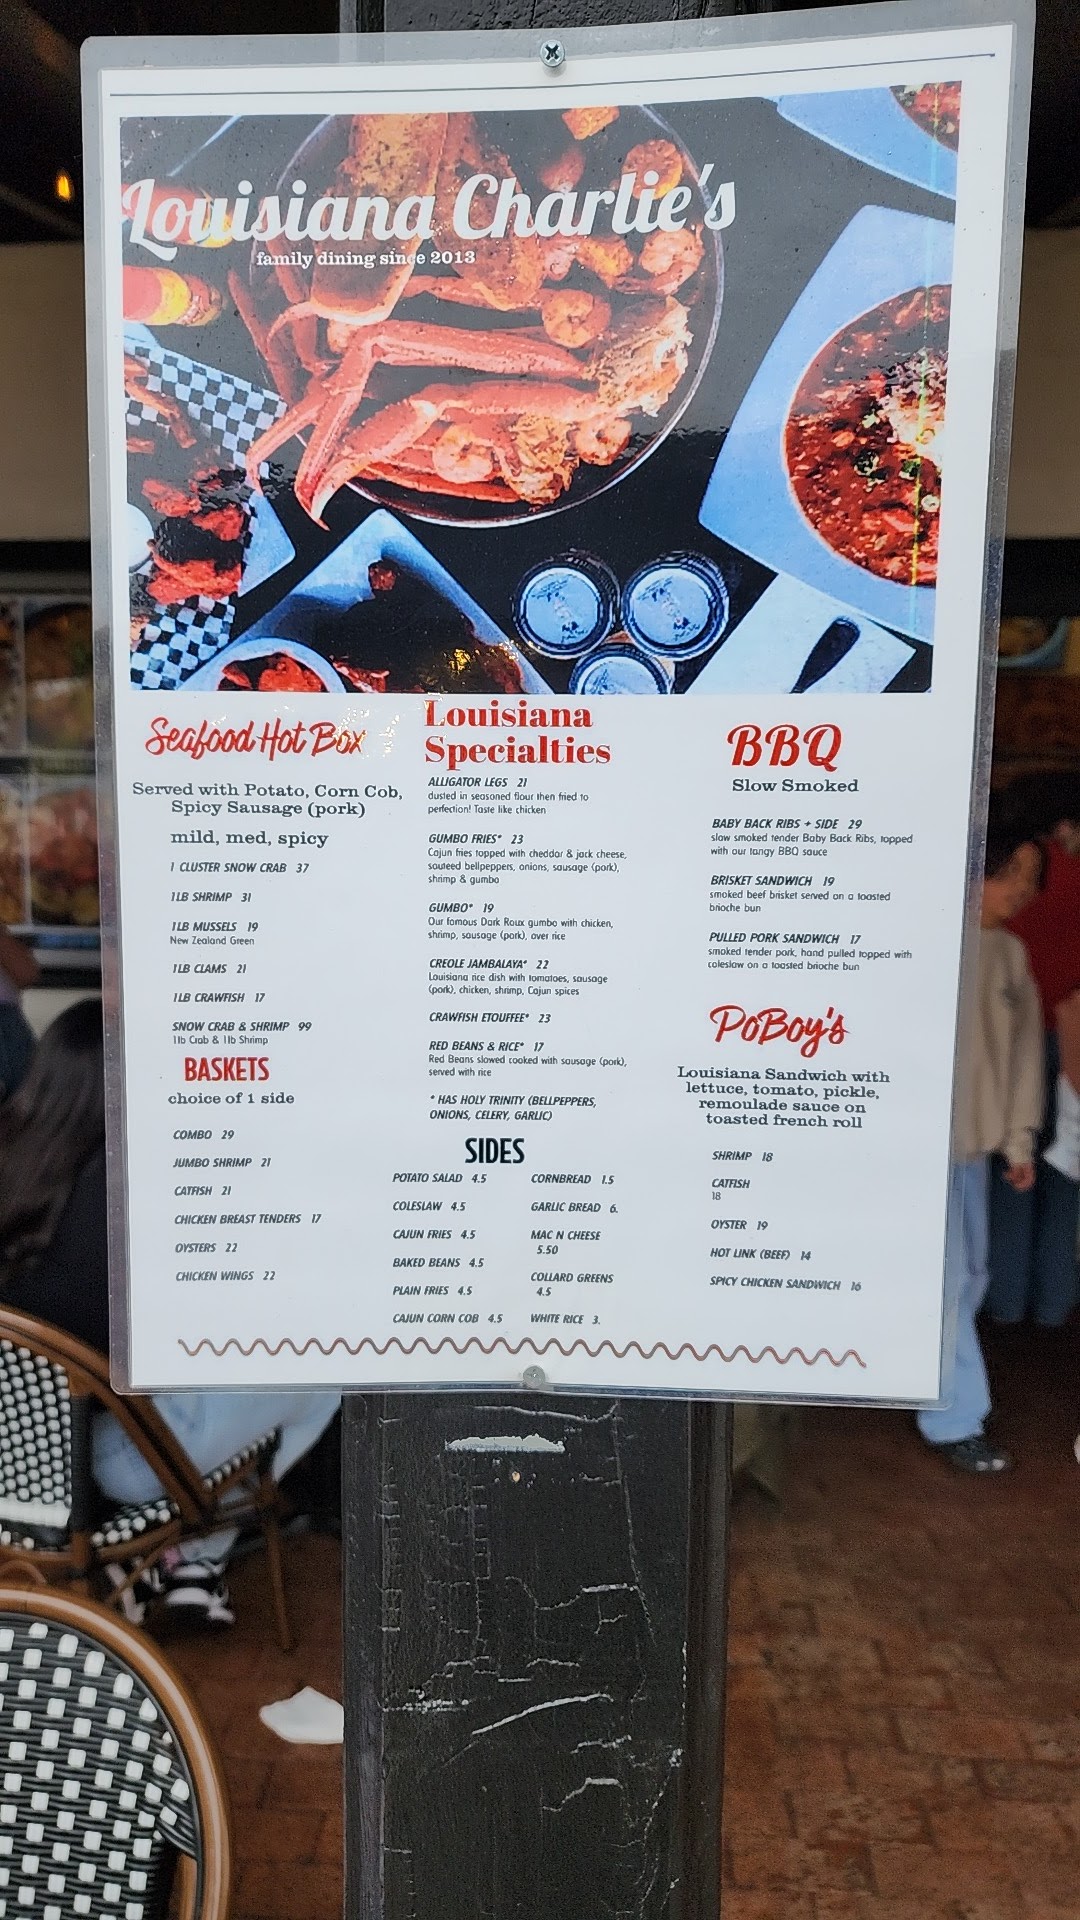 Louisiana Charlie's
family dining since 2013
Seafood Hot Box
Served with Potato, Corn Cob,
Spicy Sausage (pork)
mild, med, spicy
1 CLUSTER SNOW CRAB 37
1LB SHRIMP 31
1LB MUSSELS 19
New Zealand Green
1LB CLAMS 21
1LB CRAWFISH 17
SNOW CRAB & SHRIMP 99
1lb Crab & 1lb Shrimp
BASKETS
choice of 1 side
COMBO 29
JUMBO SHRIMP 21
CATFISH 21
CHICKEN BREAST TENDERS 17
OYSTERS 22
CHICKEN WINGS 22
Louisiana
Specialties
ALLIGATOR LEGS 21
dusted in seasoned flour then fried to
perfection! Taste like chicken
GUMBO FRIES* 23
Cajun fries topped with cheddar & jack cheese,
sauteed bellpeppers, onions, sausage (pork),
shrimp & gumbo
GUMBO* 19
Our famous Dark Roux gumbo with chicken,
shrimp, sausage (pork), over rice
CREOLE JAMBALAYA* 22
Louisiana rice dish with tomatoes, sausage
(pork), chicken, shrimp, Cajun spices
CRAWFISH ETOUFFEE* 23
RED BEANS & RICE* 17
Red Beans slowed cooked with sausage (pork),
served with rice
* HAS HOLY TRINITY (BELLPEPPERS,
ONIONS, CELERY, GARLIC)
SIDES
POTATO SALAD 4.5
COLESLAW 4.5
CAJUN FRIES 4.5
BAKED BEANS 4.5
PLAIN FRIES 4.5
CAJUN CORN COB 4.5
CORNBREAD 1.5
GARLIC BREAD 6.
MAC N CHEESE
5.50
COLLARD GREENS
4.5
WHITE RICE 3.
BBQ
Slow Smoked
BABY BACK RIBS + SIDE 29
slow smoked tender Baby Back Ribs, topped
with our tangy BBQ sauce
BRISKET SANDWICH 19
smoked beef brisket served on a toasted
brioche bun
PULLED PORK SANDWICH 17
smoked tender pork, hand pulled topped with
coleslaw on a toasted brioche bun
PoBoy's
Louisiana Sandwich with
lettuce, tomato, pickle,
remoulade sauce on
toasted french roll
SHRIMP 18
CATFISH
18
OYSTER 19
HOT LINK (BEEF) 14
SPICY CHICKEN SANDWICH 16